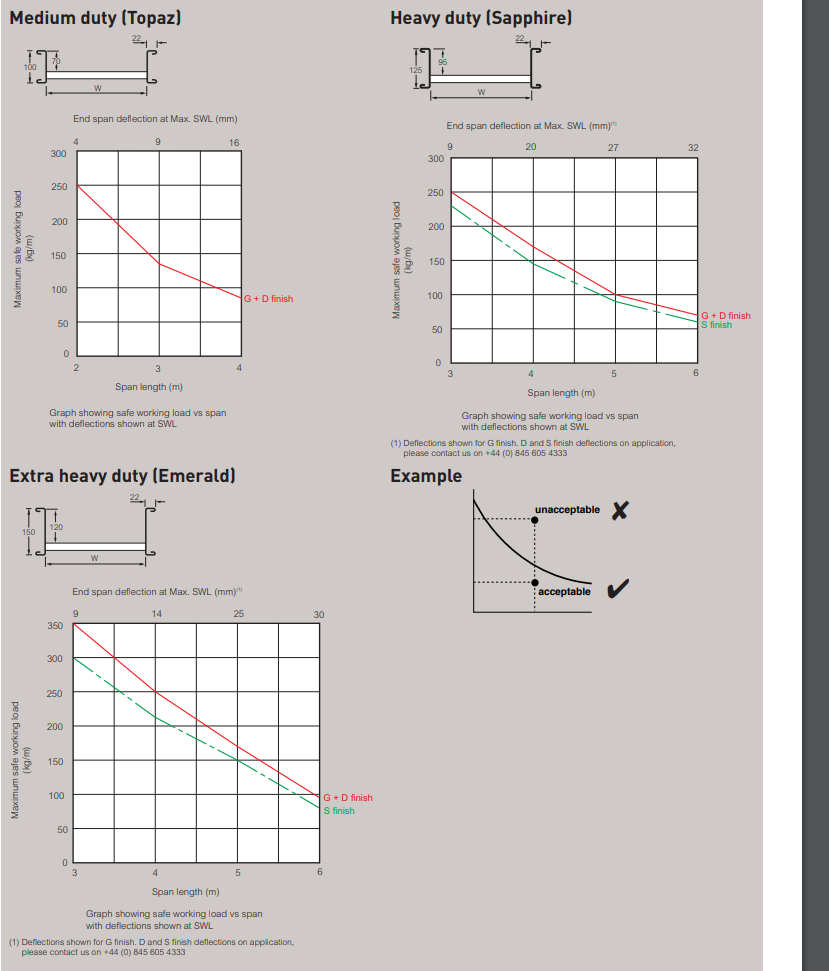 Medium duty (Topaz)
22
100
70
W
End span deflection at Max. SWL (mm)
4 9 16
300
250
200
150
100
50
0
Maximum safe working load
(kg/m)
G + D finish
2 3 4
Span length (m)
Graph showing safe working load vs span
with deflections shown at SWL
Heavy duty (Sapphire)
22
125
95
W
End span deflection at Max. SWL (mm)(1)
9 20 27 32
300
250
200
150
100
50
0
Maximum safe working load
(kg/m)
G + D finish
S finish
3 4 5 6
Span length (m)
Graph showing safe working load vs span
with deflections shown at SWL
(1) Deflections shown for G finish. D and S finish deflections on application,
please contact us on +44 (0) 845 605 4333
Extra heavy duty (Emerald)
22
150
120
W
End span deflection at Max. SWL (mm)(1)
9 14 25 30
350
300
250
200
150
100
50
0
Maximum safe working load
(kg/m)
G + D finish
S finish
3 4 5 6
Span length (m)
Graph showing safe working load vs span
with deflections shown at SWL
(1) Deflections shown for G finish. D and S finish deflections on application,
please contact us on +44 (0) 845 605 4333
Example
unacceptable ✘
acceptable ✔